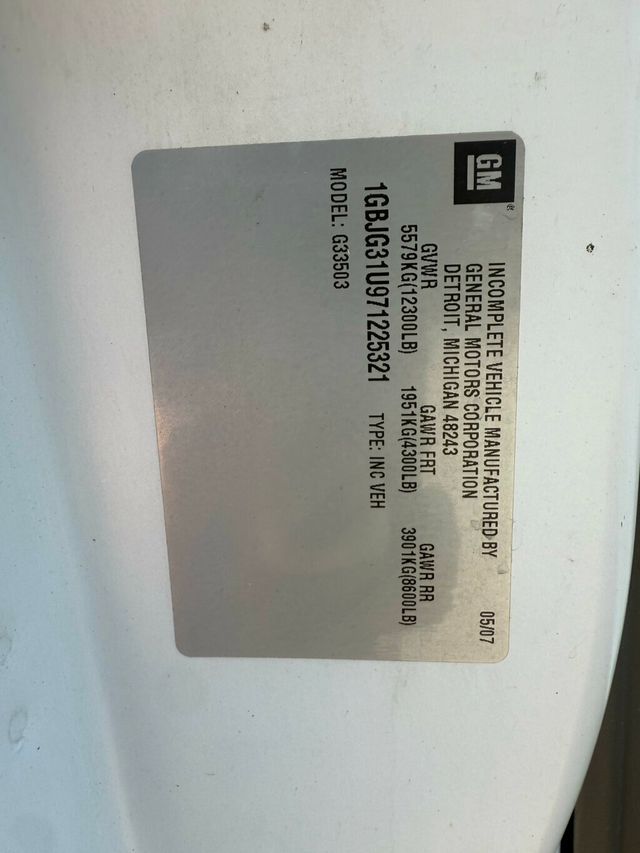 GM
INCOMPLETE VEHICLE MANUFACTURED BY
GENERAL MOTORS CORPORATION 05/07
DETROIT, MICHIGAN 48243
GVWR GAWR FRT GAWR RR
5579KG(12300LB) 1951KG(4300LB) 3901KG(8600LB)
1GBJG31U971225321 TYPE: INC VEH
MODEL: G33503